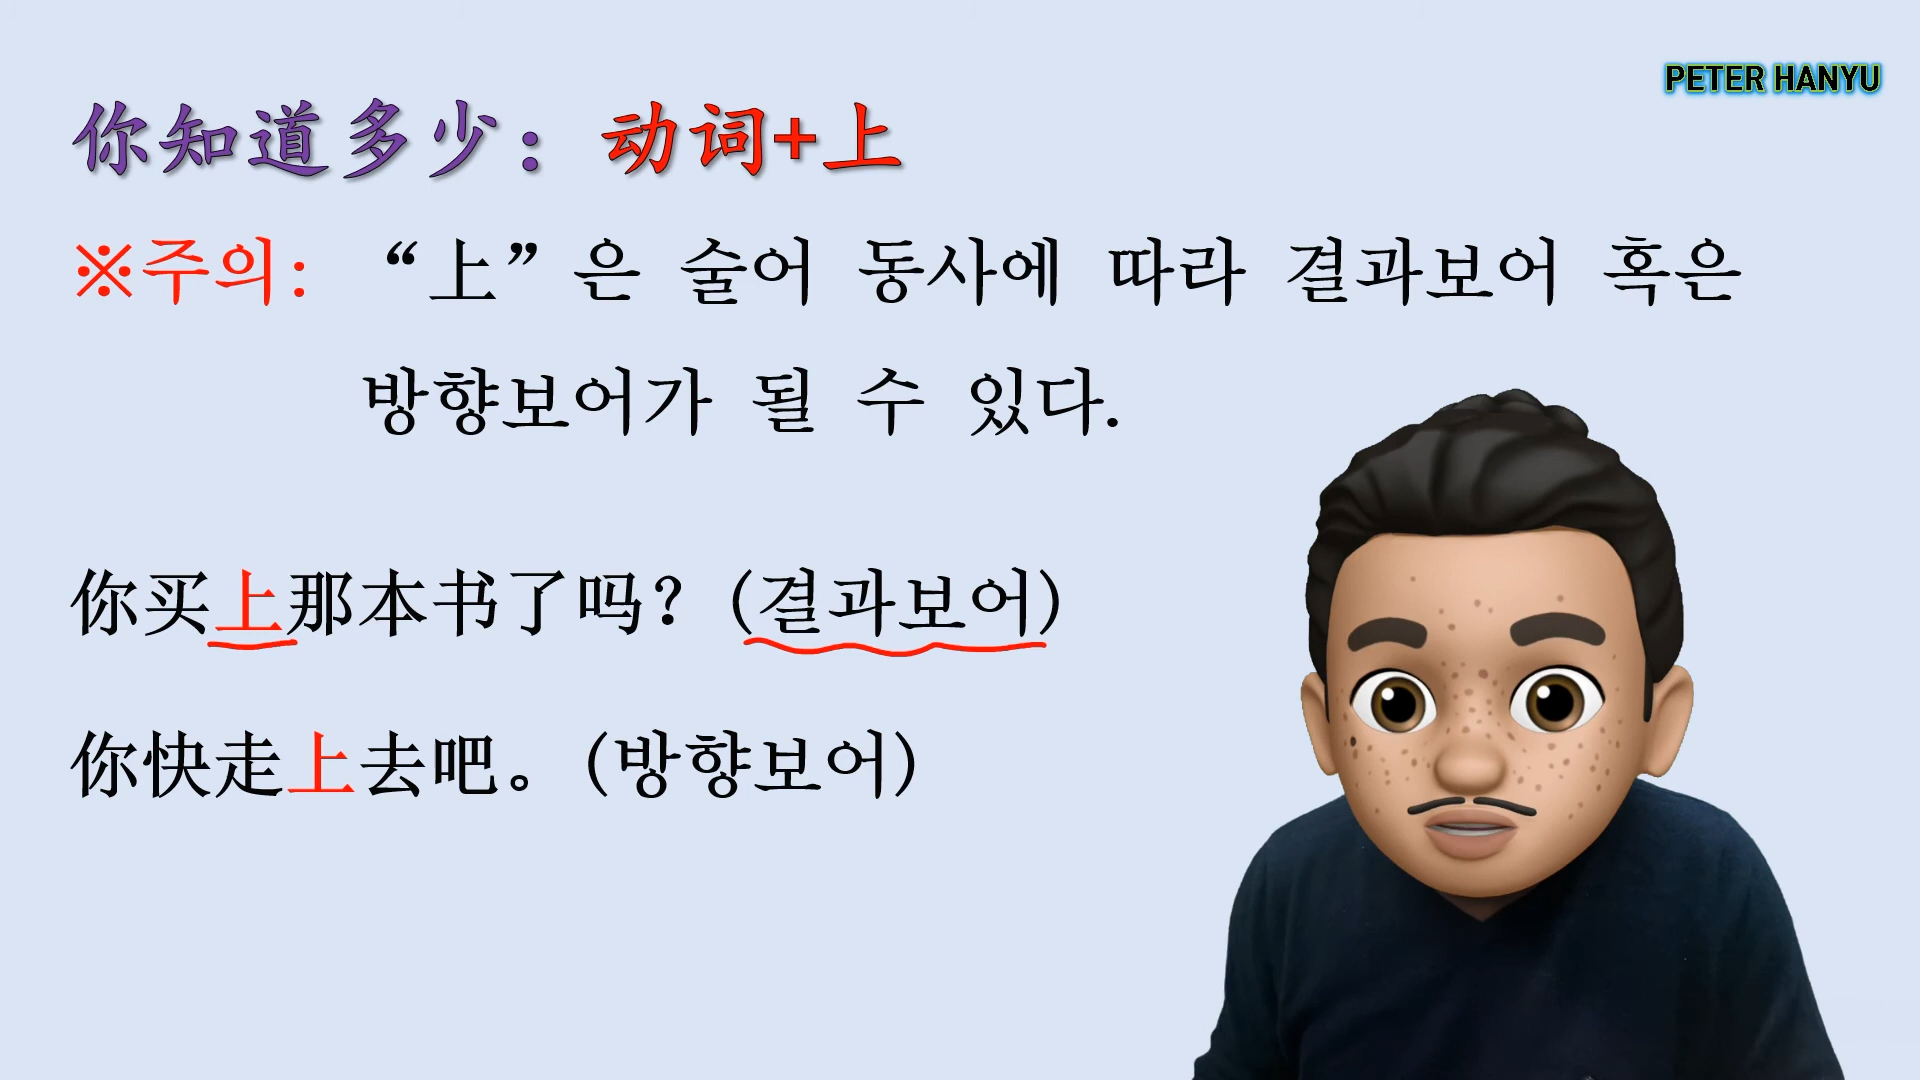 PETER HANYU
你知道多少：动词+上
※주의: “上”은 술어 동사에 따라 결과보어 혹은
방향보어가 될 수 있다.
你买上那本书了吗？(결과보어)
你快走上去吧。(방향보어)